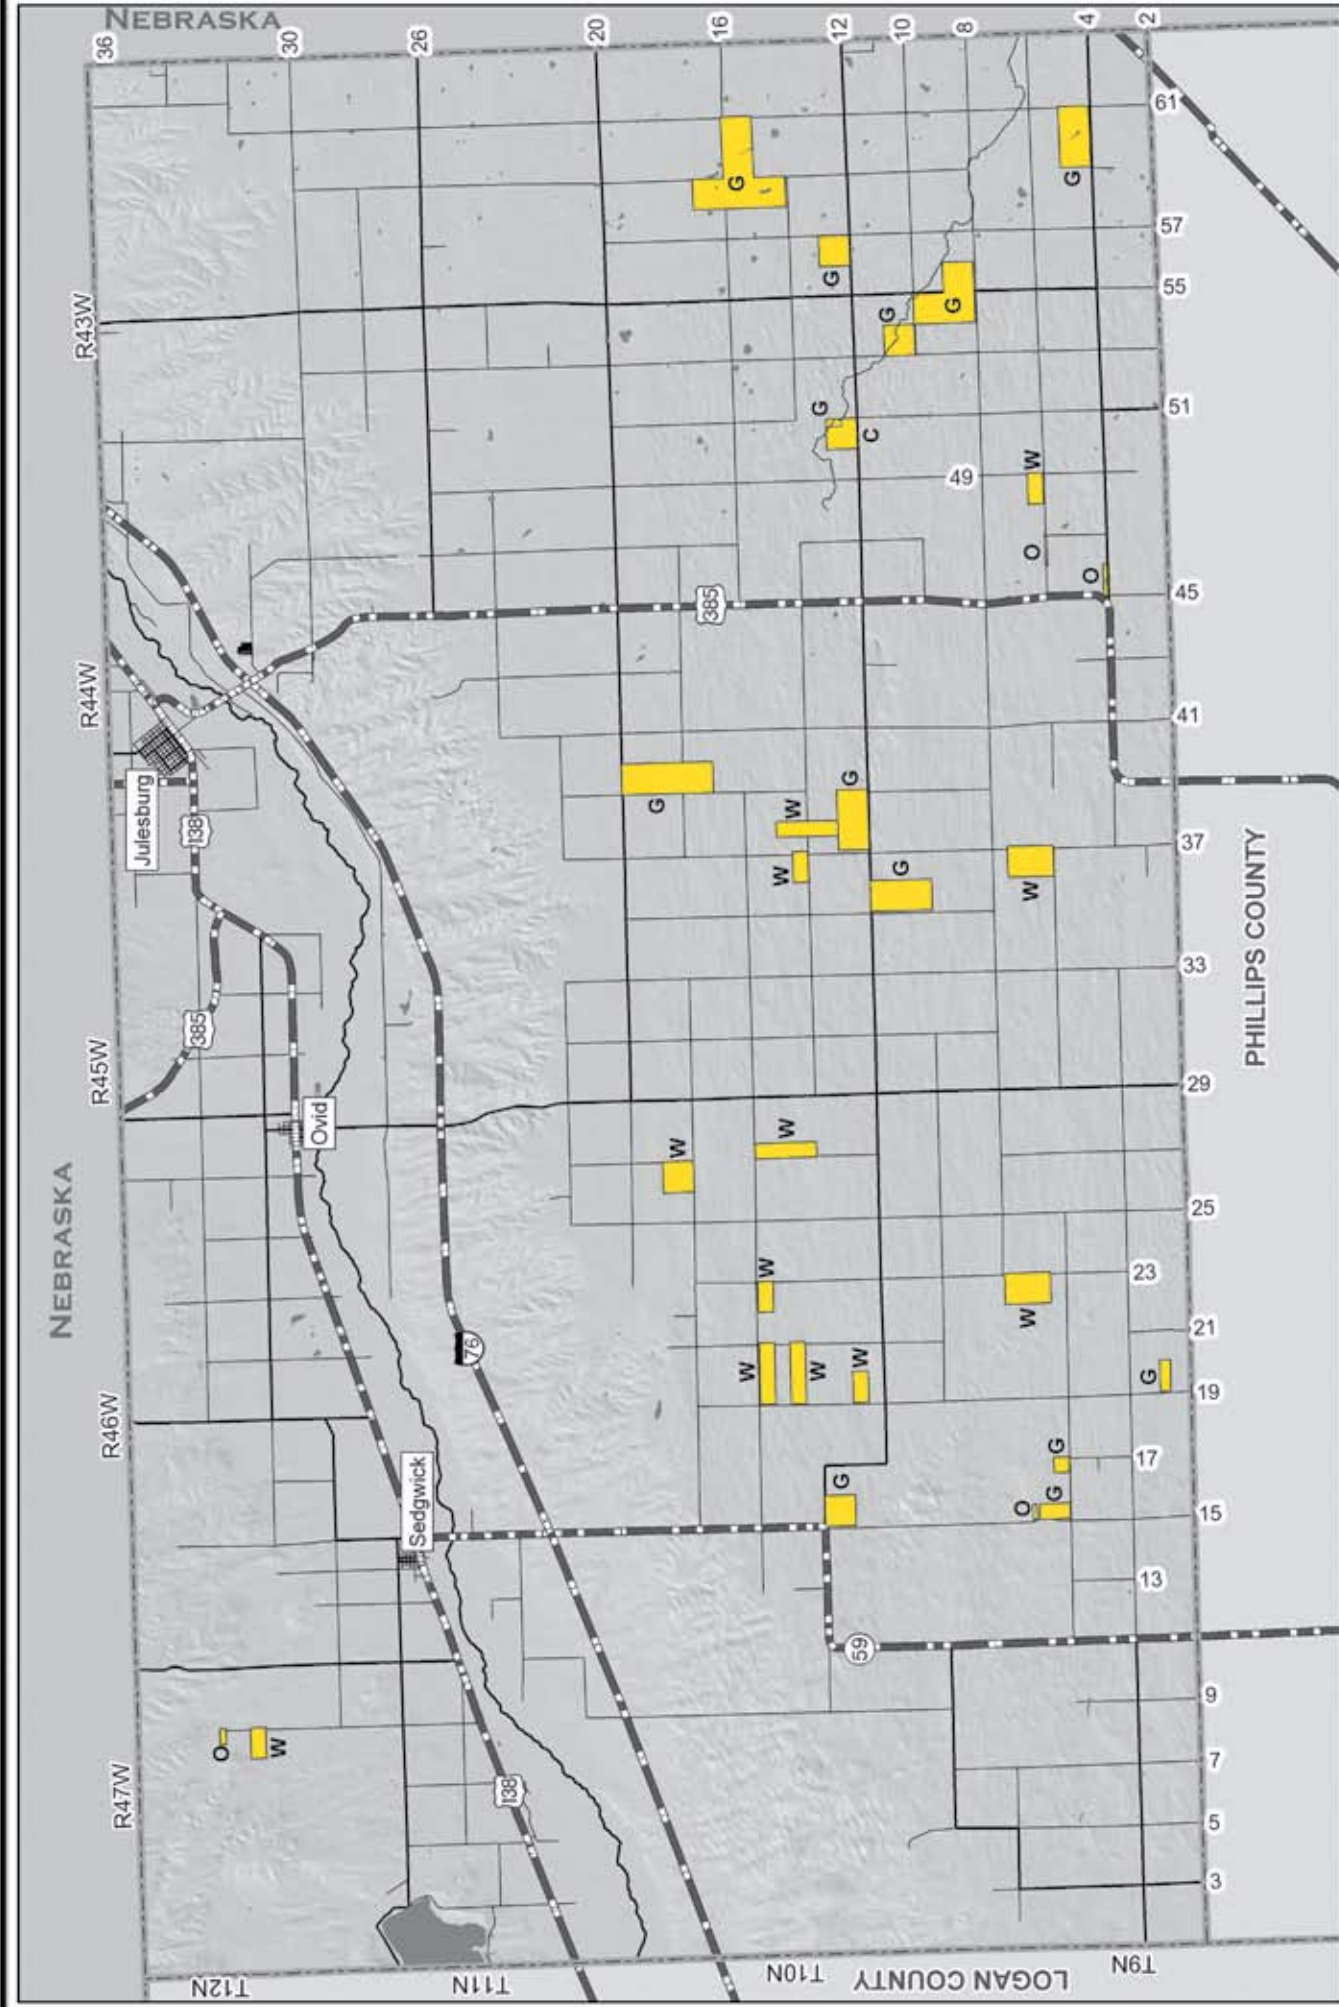 NEBRASKA
NEBRASKA
R47W
R46W
R45W
R44W
R43W
36
30
26
20
16
12
10
8
4
2
Julesburg
138
385
Ovid
385
Sedgwick
76
138
59
O
W
G
G
G
G
G
G
G
C
W
49
O
O
G
W
W
G
G
W
W
W
W
W
W
W
W
G
G
G
O
G
T12N
T11N
T10N
T9N
LOGAN COUNTY
PHILLIPS COUNTY
3
5
7
9
13
15
17
19
21
23
25
29
33
37
41
45
51
55
57
61